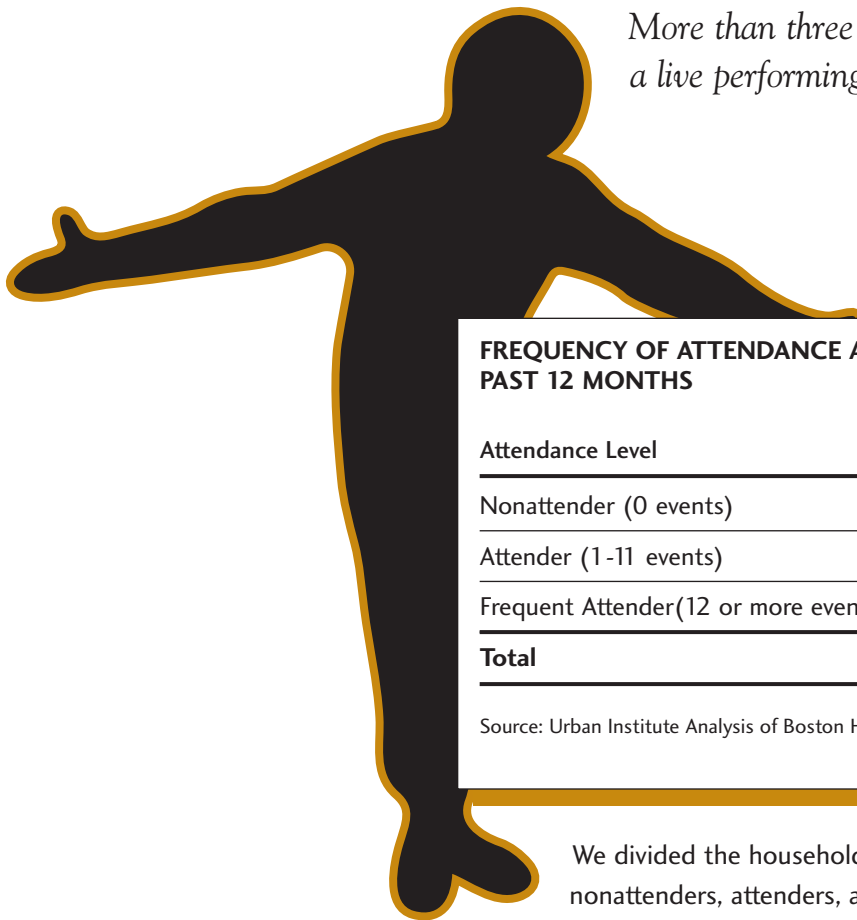 More than three
a live performing
FREQUENCY OF ATTENDANCE A
PAST 12 MONTHS
Attendance Level
Nonattender (0 events)
Attender (1-11 events)
Frequent Attender(12 or more even
Total
Source: Urban Institute Analysis of Boston H
We divided the household
nonattenders, attenders, a